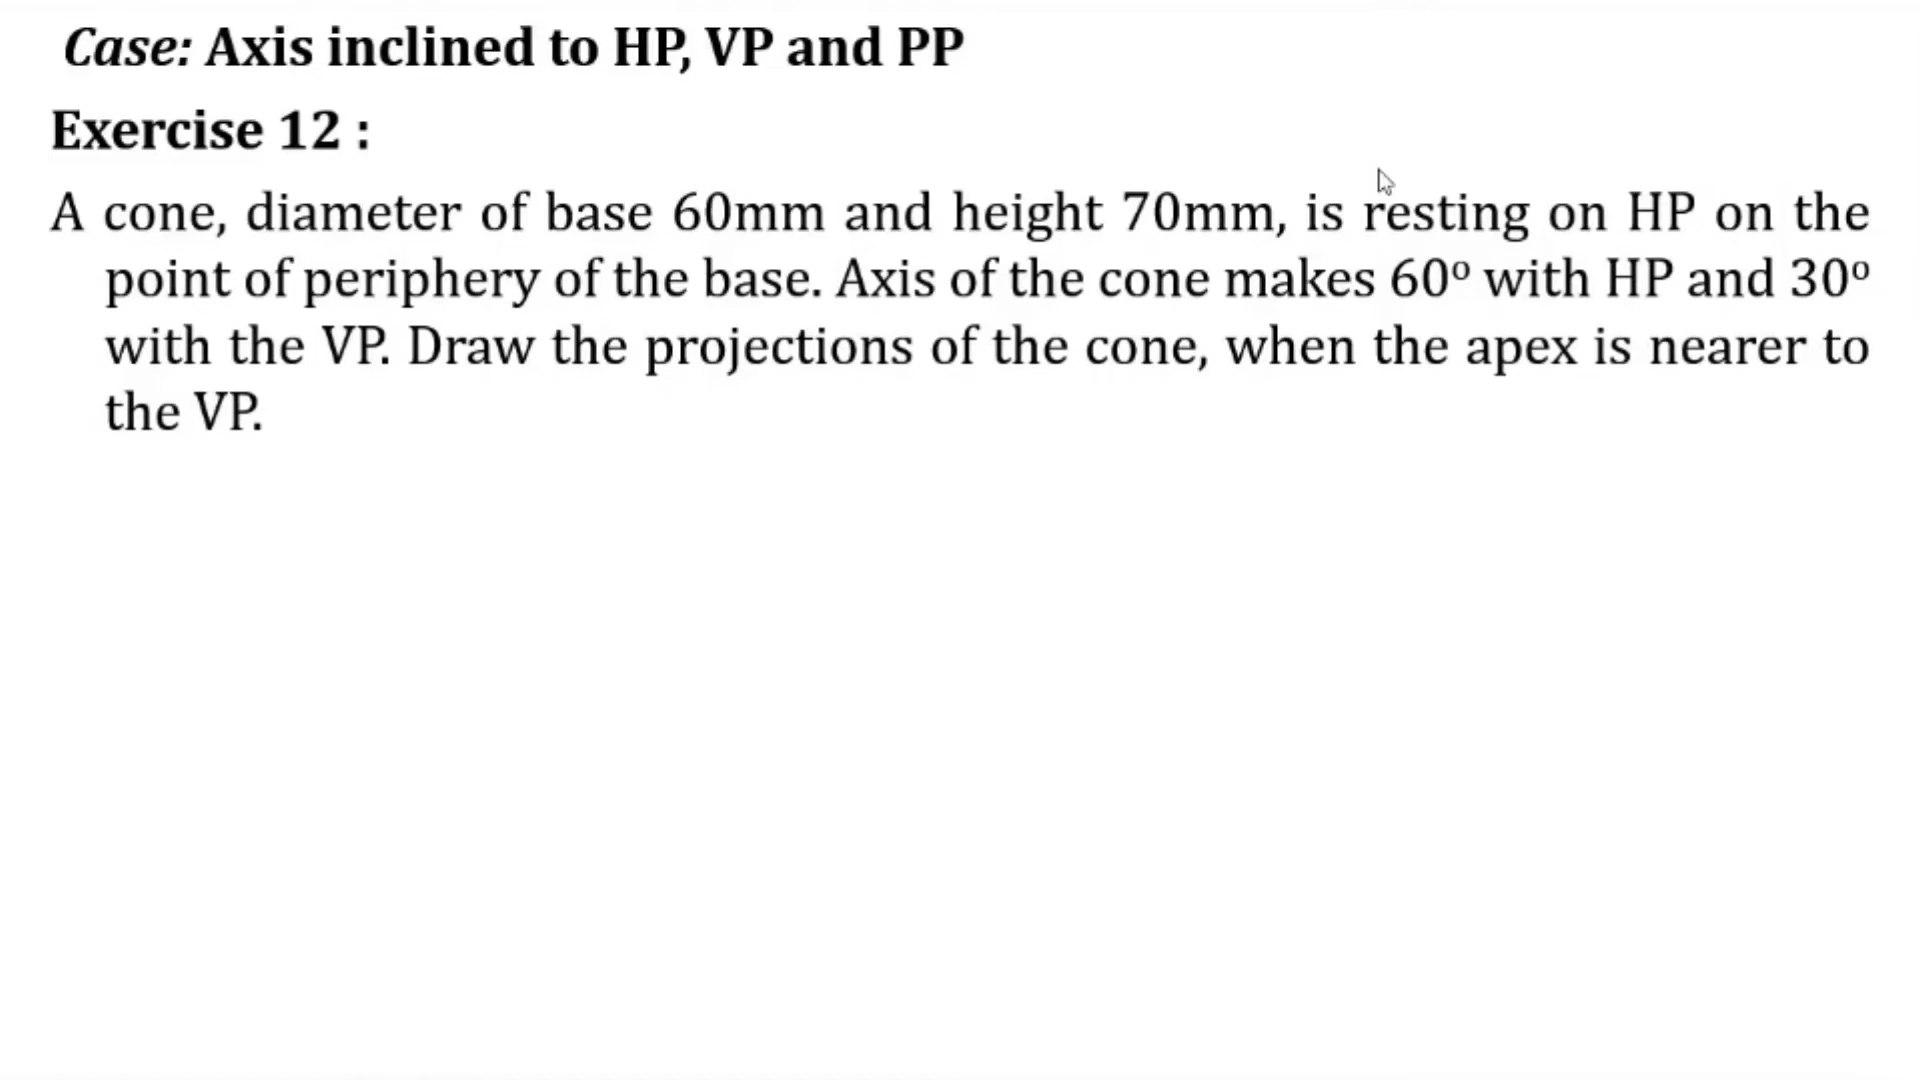 Case: Axis inclined to HP, VP and PP
Exercise 12 :
A cone, diameter of base 60mm and height 70mm, is resting on HP on the
point of periphery of the base. Axis of the cone makes 60º with HP and 30º
with the VP. Draw the projections of the cone, when the apex is nearer to
the VP.